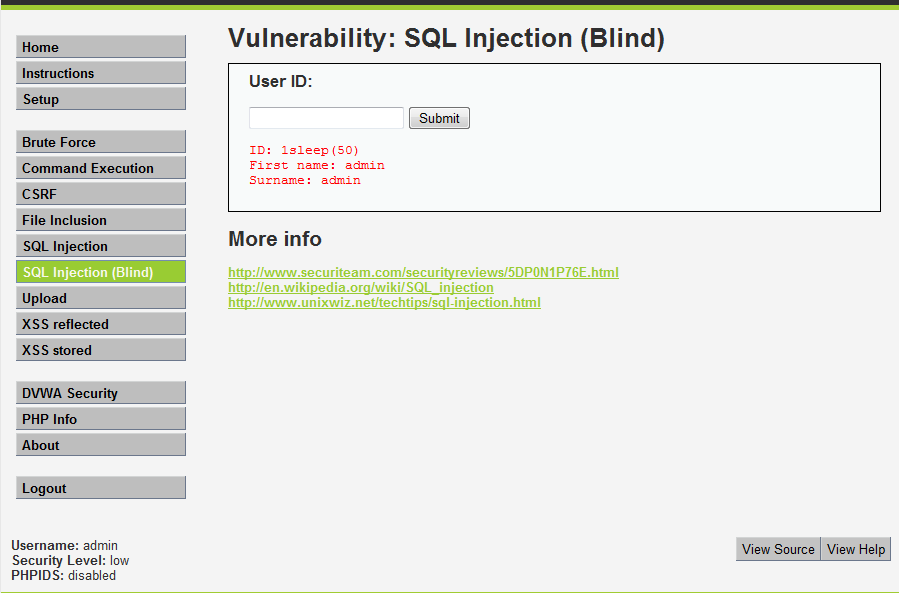 Home
Instructions
Setup
Brute Force
Command Execution
CSRF
File Inclusion
SQL Injection
SQL Injection (Blind)
Upload
XSS reflected
XSS stored
DVWA Security
PHP Info
About
Logout
Vulnerability: SQL Injection (Blind)
User ID:
Submit
ID: 1sleep(50)
First name: admin
Surname: admin
More info
http://www.securiteam.com/securityreviews/5DP0N1P76E.html
http://en.wikipedia.org/wiki/SQL_injection
http://www.unixwiz.net/techtips/sql-injection.html
Username: admin
Security Level: low
PHPIDS: disabled
View Source View Help